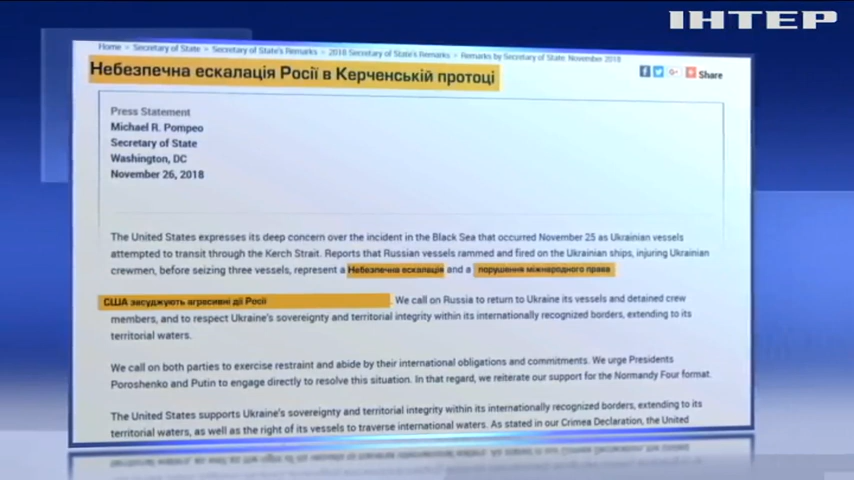 ІНТЕР
Home » Secretary of State » Secretary of State's Remarks » 2018 Secretary of State's Remarks » Remarks by Secretary of State: November 2018
Небезпечна ескалація Росії в Керченській протоці
Share
Press Statement
Michael R. Pompeo
Secretary of State
Washington, DC
November 26, 2018
The United States expresses its deep concern over the incident in the Black Sea that occurred November 25 as Ukrainian vessels
attempted to transit through the Kerch Strait. Reports that Russian vessels rammed and fired on the Ukrainian ships, injuring Ukrainian
crewmen, before seizing three vessels, represent a Небезпечна ескалація and a порушення міжнародного права
США засуджують агресивні дії Росії . We call on Russia to return to Ukraine its vessels and detained crew
members, and to respect Ukraine's sovereignty and territorial integrity within its internationally recognized borders, extending to its
territorial waters.
We call on both parties to exercise restraint and abide by their international obligations and commitments. We urge Presidents
Poroshenko and Putin to engage directly to resolve this situation. In that regard, we reiterate our support for the Normandy Four format.
The United States supports Ukraine's sovereignty and territorial integrity within its internationally recognized borders, extending to its
territorial waters, as well as the right of its vessels to traverse international waters. As stated in our Crimea Declaration, the United